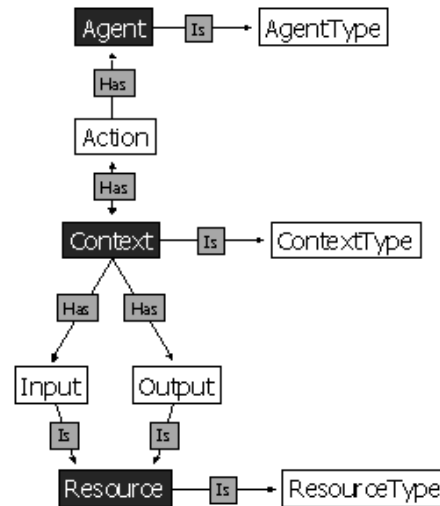 Agent Is AgentType
Has
Action
Has
Context Is ContextType
Has Has
Input Output
Is Is
Resource Is ResourceType